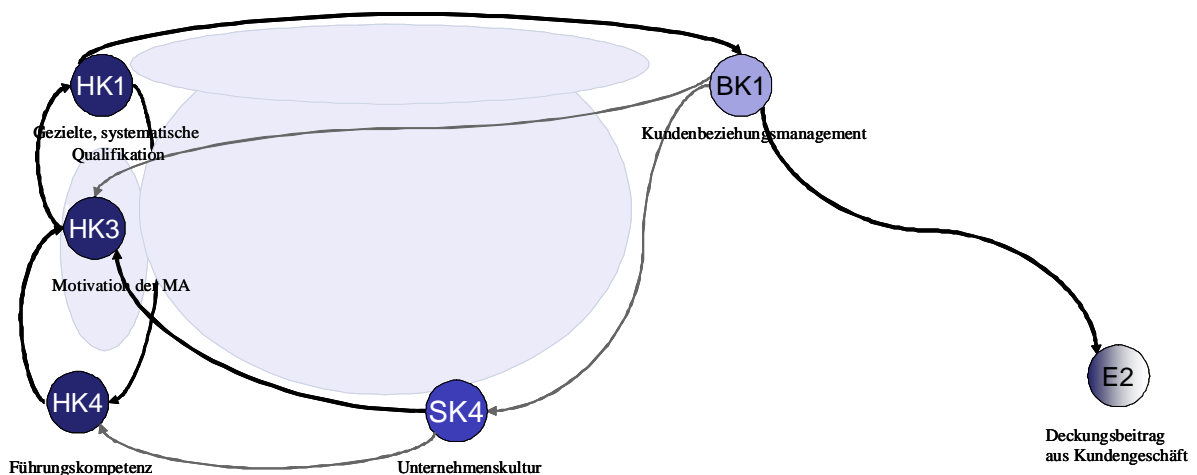 HK1
BK1
Gezielte, systematische
Qualifikation
Kundenbeziehungsmanagement
HK3
Motivation der MA
HK4
SK4
E2
Führungskompetenz
Unternehmenskultur
Deckungsbeitrag
aus Kundengeschäft